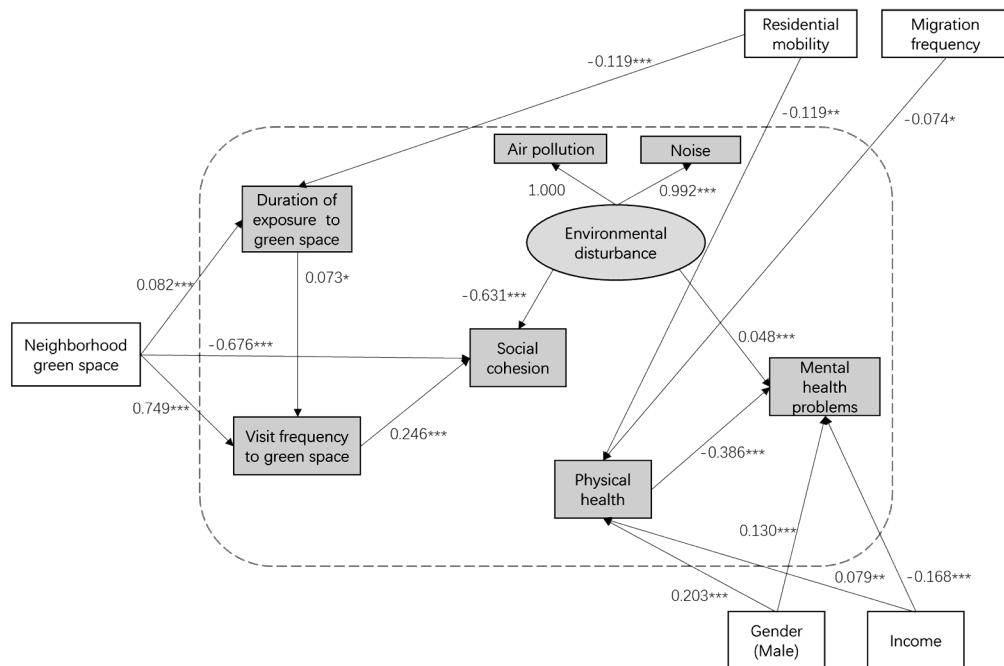 Residential
mobility
Migration
frequency
-0.119***
-0.119**
-0.074*
Air pollution
Noise
1.000
0.992***
Duration of
exposure to
green space
Environmental
disturbance
0.082***
0.073*
-0.631***
Neighborhood
green space
-0.676***
Social
cohesion
0.048***
Mental
health
problems
0.749***
Visit frequency
to green space
0.246***
-0.386***
Physical
health
0.130***
0.203***
0.079**
-0.168***
Gender
(Male)
Income